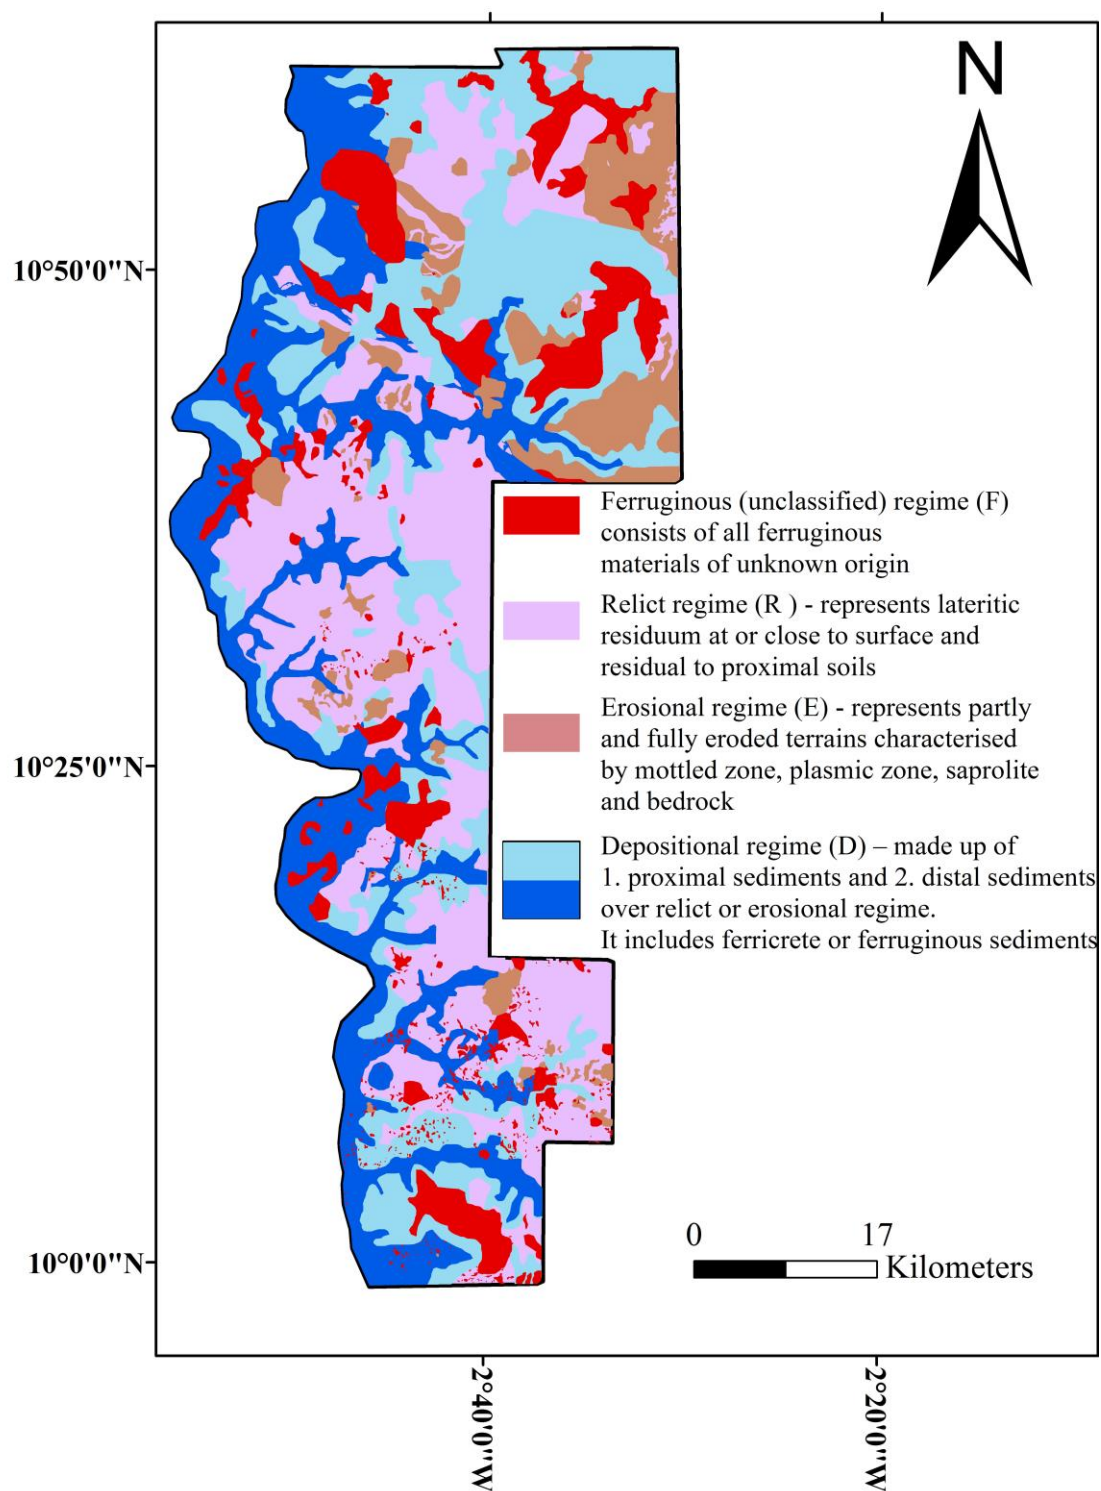 N
10°50'0"N
Ferruginous (unclassified) regime (F)
consists of all ferruginous
materials of unknown origin
Relict regime (R ) - represents lateritic
residuum at or close to surface and
residual to proximal soils
Erosional regime (E) - represents partly
and fully eroded terrains characterised
by mottled zone, plasmic zone, saprolite
and bedrock
10°25'0"N
Depositional regime (D) – made up of
1. proximal sediments and 2. distal sediments
over relict or erosional regime.
It includes ferricrete or ferruginous sediments
0 17
Kilometers
10°0'0"N
2°40'0"W
2°20'0"W